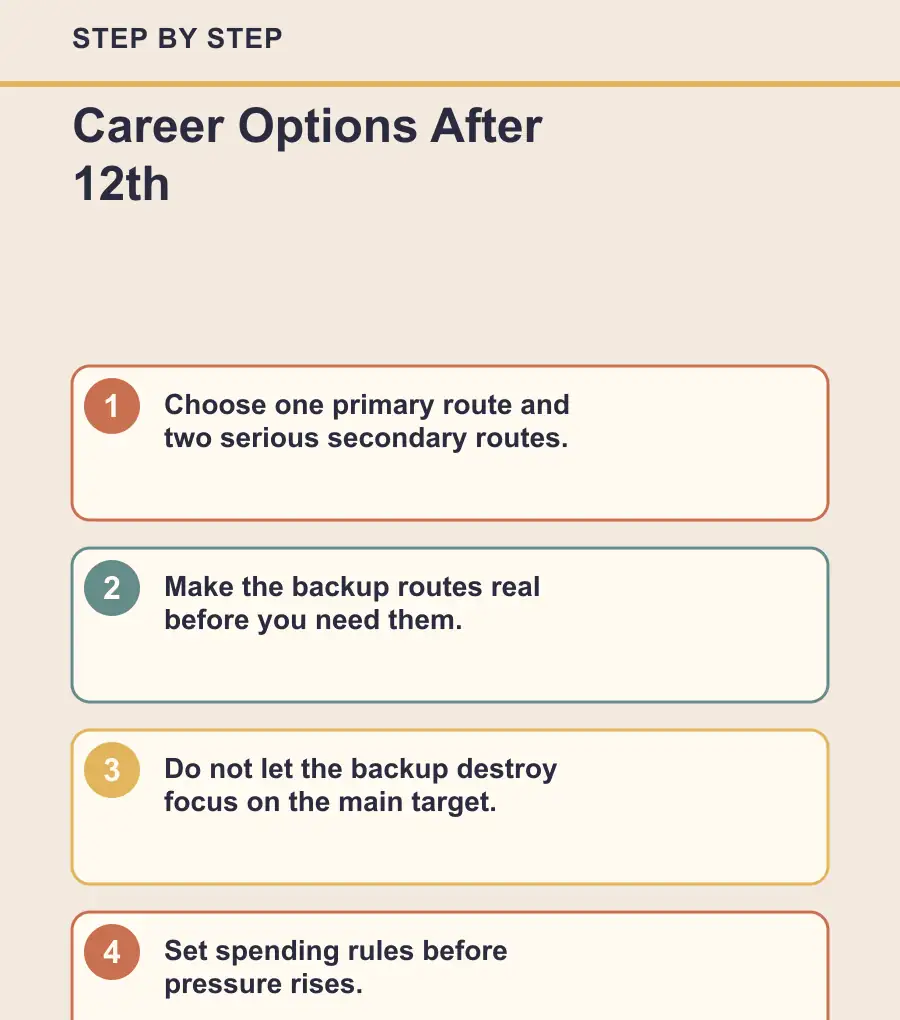 STEP BY STEP
Career Options After
12th
1
Choose one primary route and
two serious secondary routes.
2
Make the backup routes real
before you need them.
3
Do not let the backup destroy
focus on the main target.
4
Set spending rules before
pressure rises.